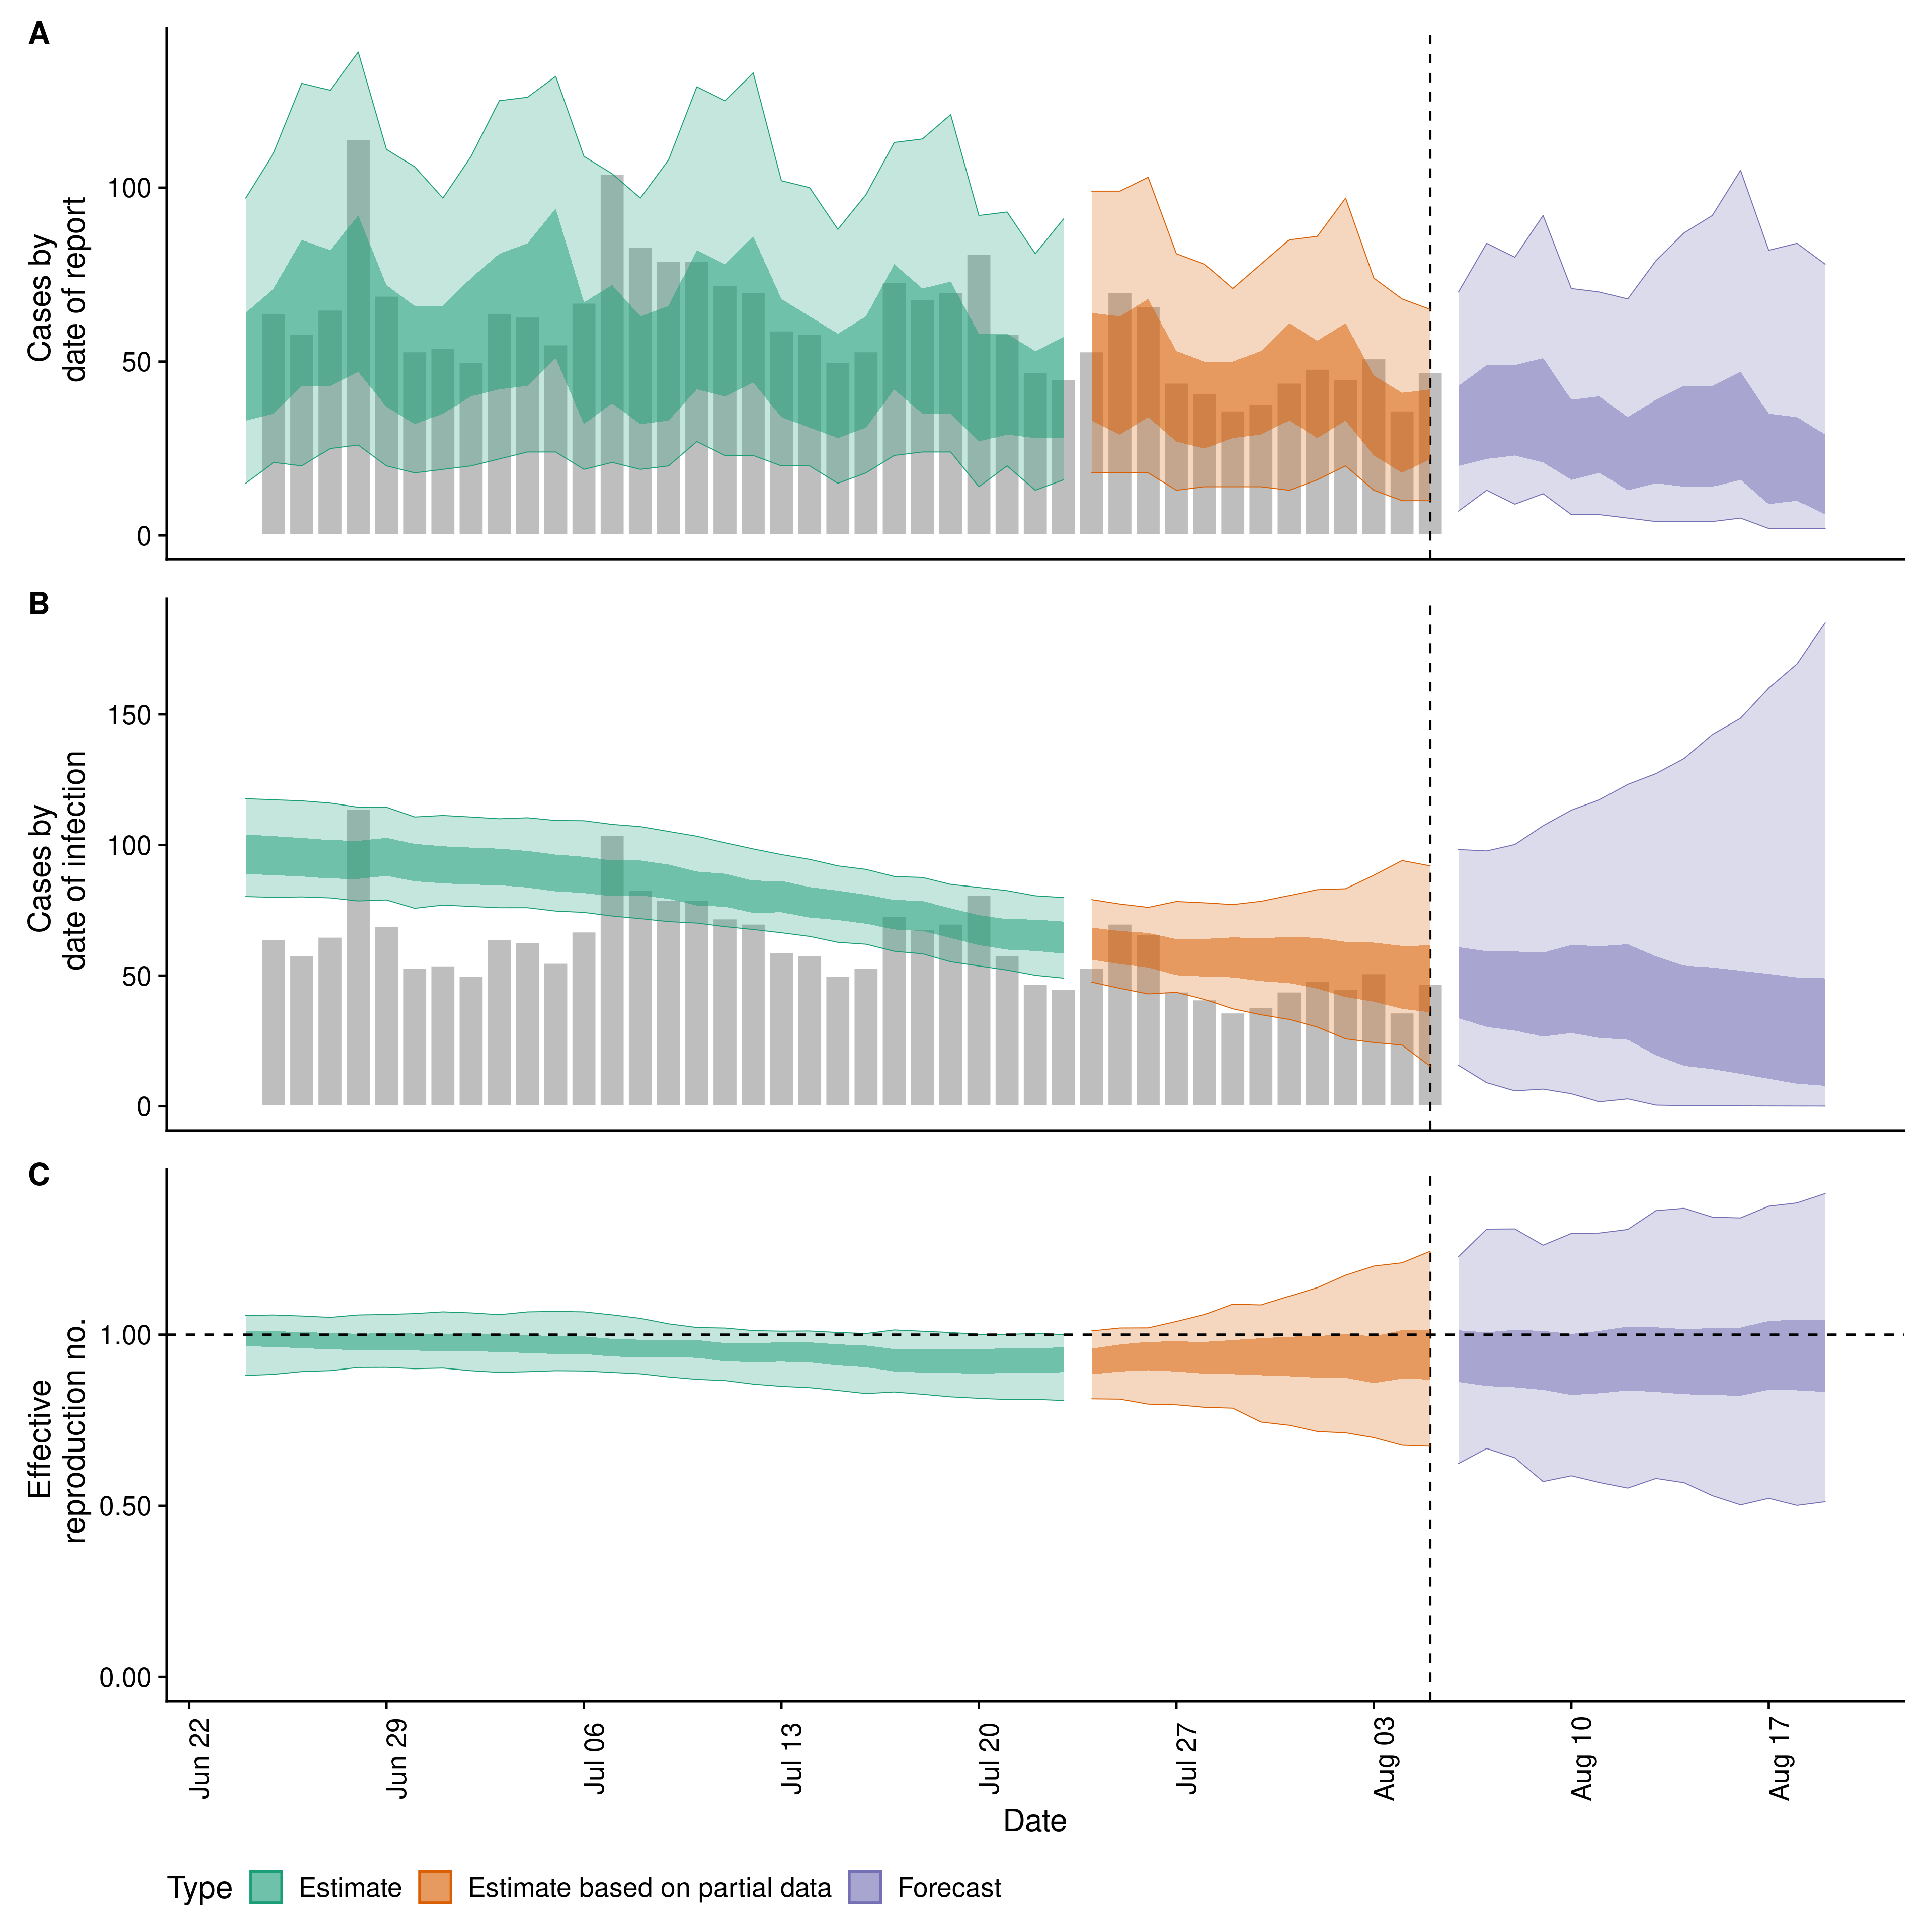 A
Cases by
date of report
100
50
0
B
Cases by
date of infection
150
100
50
0
C
Effective
reproduction no.
1.00
0.50
0.00
Jun 22
Jun 29
Jul 06
Jul 13
Jul 20
Jul 27
Aug 03
Aug 10
Aug 17
Date
Type Estimate Estimate based on partial data Forecast